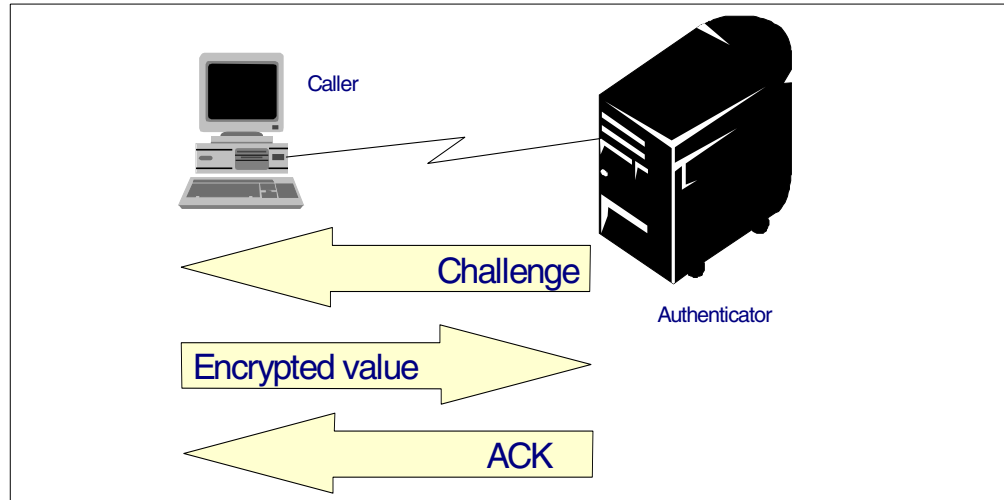 Caller
Challenge
Authenticator
Encrypted value
ACK